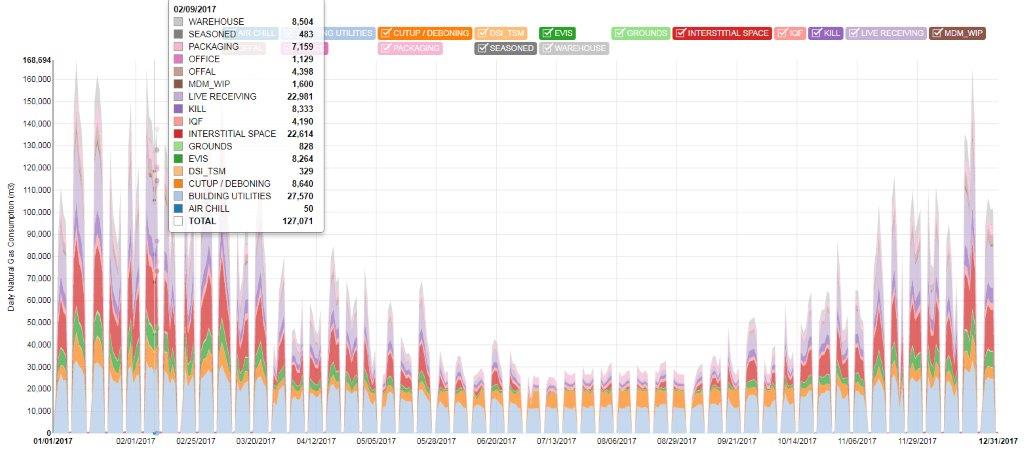 02/09/2017
WAREHOUSE 8,504
SEASONED 483
PACKAGING 7,159
OFFICE 1,129
OFFAL 4,398
MDM_WIP 1,600
LIVE RECEIVING 22,981
KILL 8,333
IQF 4,190
INTERSTITIAL SPACE 22,614
GROUNDS 828
EVIS 8,264
DSI_TSM 329
CUTUP / DEBONING 8,640
BUILDING UTILITIES 27,570
AIR CHILL 50
TOTAL 127,071
AIR CHILL UTILITIES CUTUP / DEBONING DSI_TSM EVIS GROUNDS INTERSTITIAL SPACE IQF KILL LIVE RECEIVING MDM_WIP
OFFAL PACKAGING SEASONED WAREHOUSE
Daily Natural Gas Consumption (m3)
168,694
160,000
150,000
140,000
130,000
120,000
110,000
100,000
90,000
80,000
70,000
60,000
50,000
40,000
30,000
20,000
10,000
0
01/01/2017 02/01/2017 02/25/2017 03/20/2017 04/12/2017 05/05/2017 05/28/2017 06/20/2017 07/13/2017 08/06/2017 08/29/2017 09/21/2017 10/14/2017 11/06/2017 11/29/2017 12/31/2017